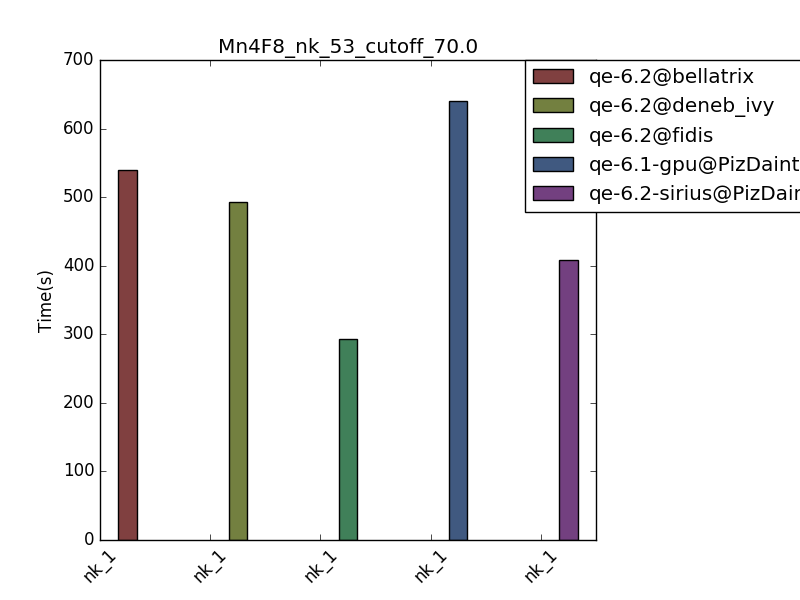 Mn4F8_nk_53_cutoff_70.0
700
600
500
400
300
200
100
0
Time(s)
nk_1
nk_1
nk_1
nk_1
nk_1
qe-6.2@bellatrix
qe-6.2@deneb_ivy
qe-6.2@fidis
qe-6.1-gpu@PizDaint
qe-6.2-sirius@PizDain